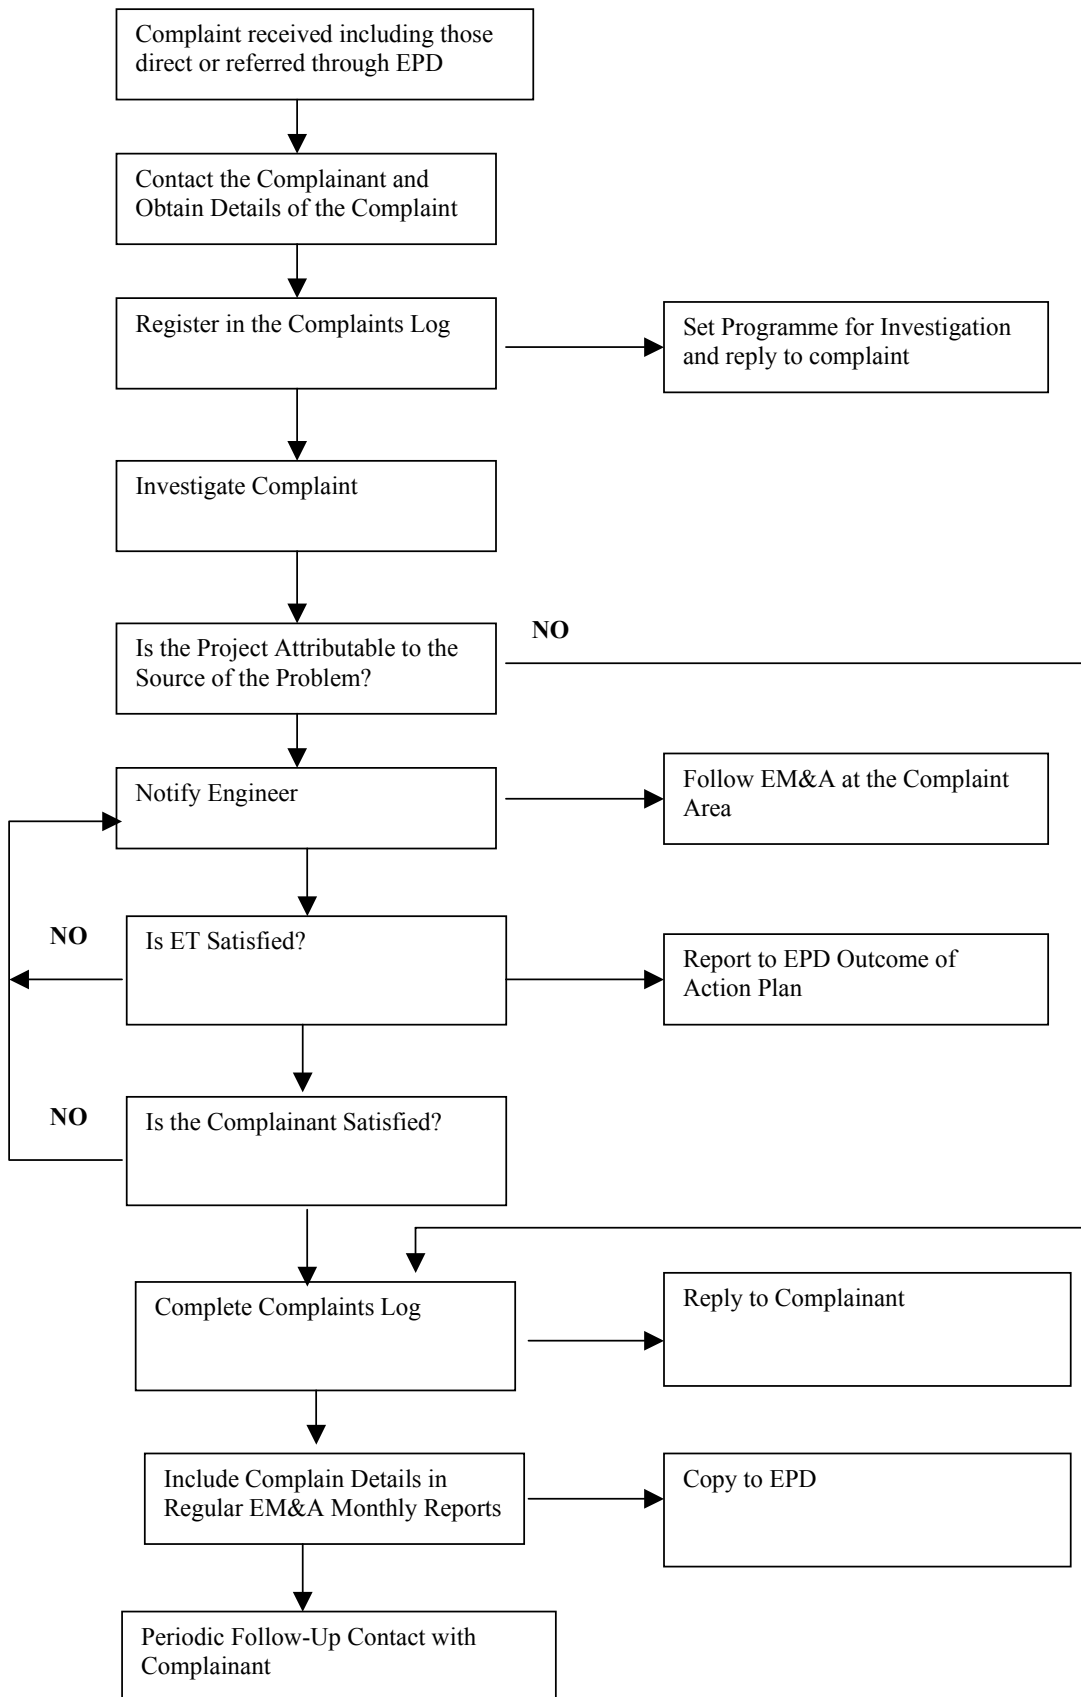 Complaint received including those
direct or referred through EPD
Contact the Complainant and
Obtain Details of the Complaint
Register in the Complaints Log
Set Programme for Investigation
and reply to complaint
Investigate Complaint
Is the Project Attributable to the
Source of the Problem?
NO
Notify Engineer
Follow EM&A at the Complaint
Area
NO
Is ET Satisfied?
Report to EPD Outcome of
Action Plan
NO
Is the Complainant Satisfied?
Complete Complaints Log
Reply to Complainant
Include Complain Details in
Regular EM&A Monthly Reports
Copy to EPD
Periodic Follow-Up Contact with
Complainant